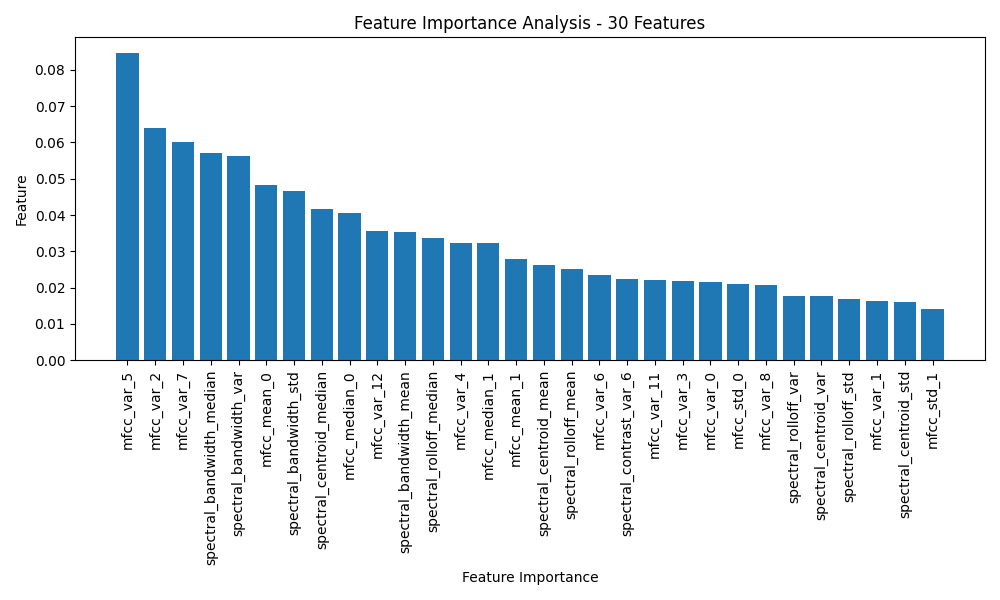 Feature Importance Analysis - 30 Features
Feature
0.08
0.07
0.06
0.05
0.04
0.03
0.02
0.01
0.00
mfcc_var_5
mfcc_var_2
mfcc_var_7
spectral_bandwidth_median
spectral_bandwidth_var
mfcc_mean_0
spectral_bandwidth_std
spectral_centroid_median
mfcc_median_0
mfcc_var_12
spectral_bandwidth_mean
spectral_rolloff_median
mfcc_var_4
mfcc_median_1
mfcc_mean_1
spectral_centroid_mean
spectral_rolloff_mean
mfcc_var_6
spectral_contrast_var_6
mfcc_var_11
mfcc_var_3
mfcc_var_0
mfcc_std_0
mfcc_var_8
spectral_rolloff_var
spectral_centroid_var
spectral_rolloff_std
mfcc_var_1
spectral_centroid_std
mfcc_std_1
Feature Importance